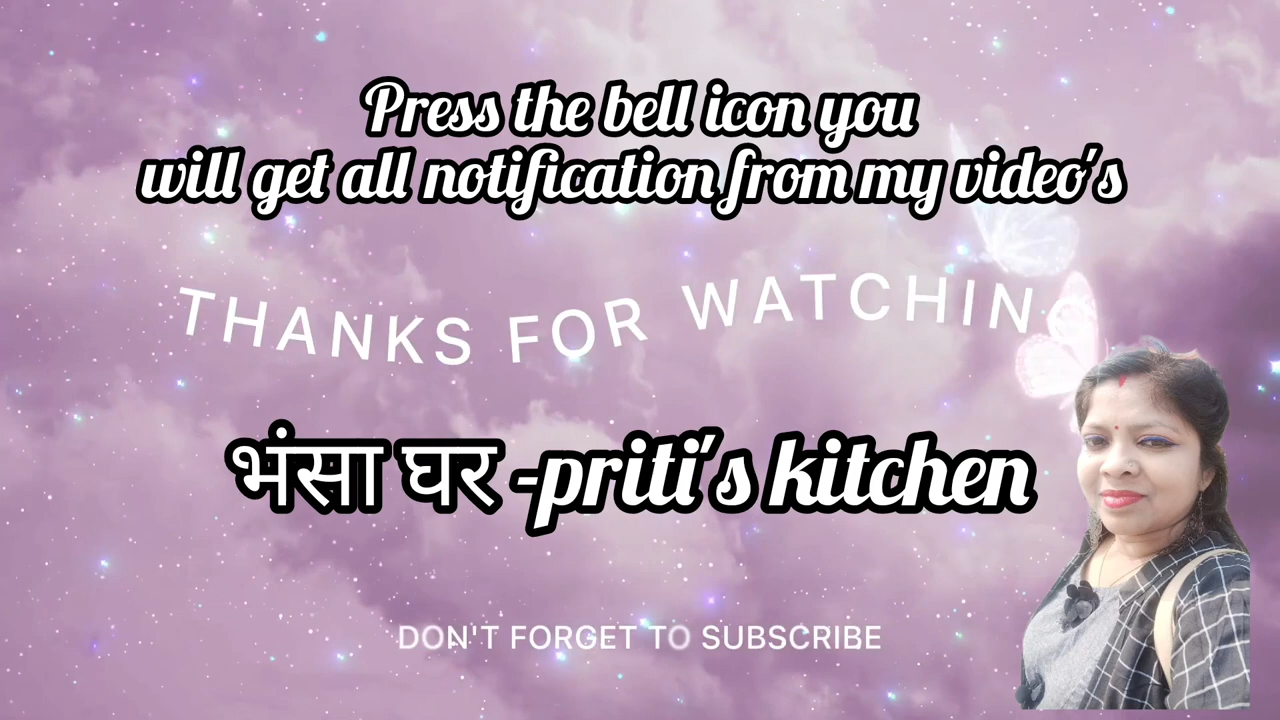 Press the bell icon you
will get all notification from my video's
THANKS FOR WATCHING
भंसा घर -priti's kitchen
DON'T FORGET TO SUBSCRIBE